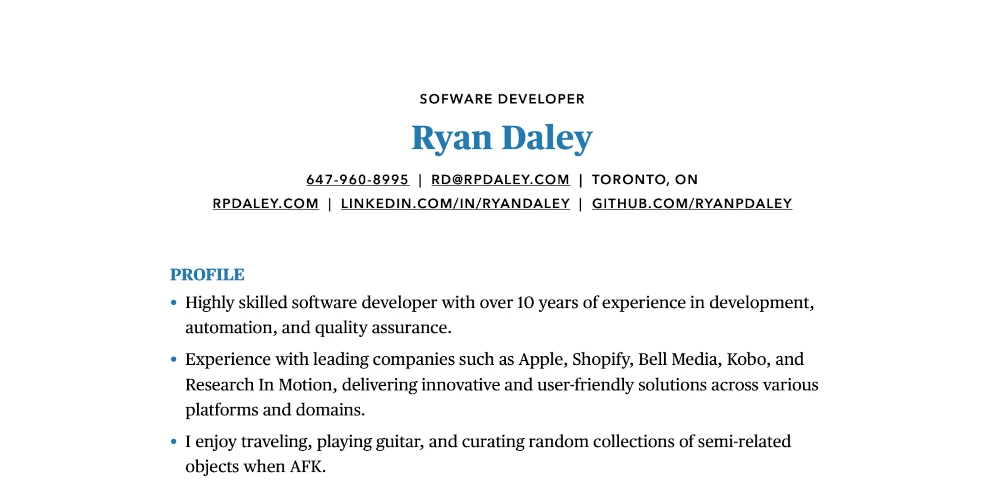 SOFWARE DEVELOPER
Ryan Daley
647-960-8995 | RD@RPDALEY.COM | TORONTO, ON
RPDALEY.COM | LINKEDIN.COM/IN/RYANDALEY | GITHUB.COM/RYANPDALEY
PROFILE
• Highly skilled software developer with over 10 years of experience in development,
automation, and quality assurance.
• Experience with leading companies such as Apple, Shopify, Bell Media, Kobo, and
Research In Motion, delivering innovative and user-friendly solutions across various
platforms and domains.
• I enjoy traveling, playing guitar, and curating random collections of semi-related
objects when AFK.